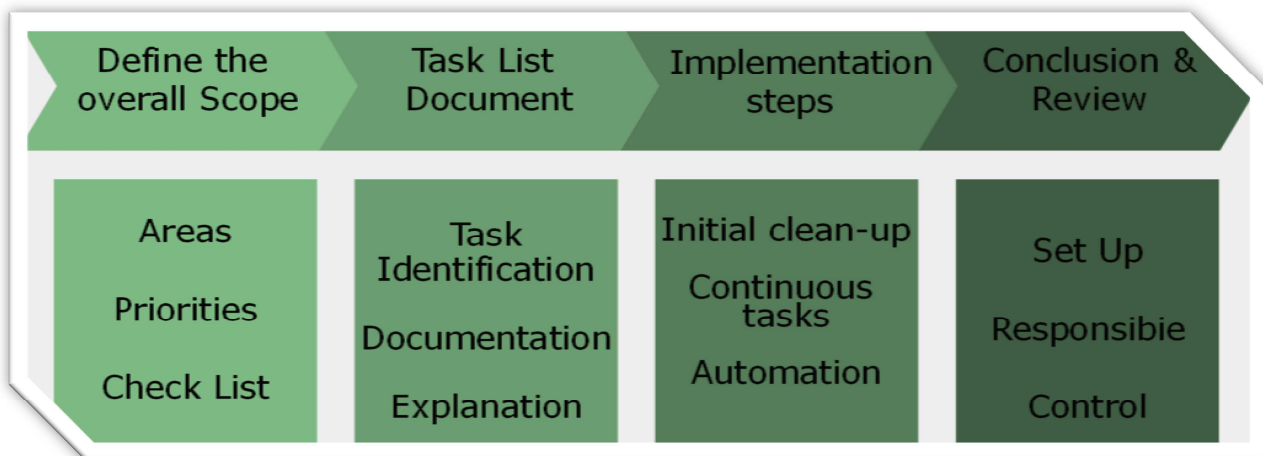 Define the
overall Scope
Task List
Document
Implementation
steps
Conclusion &
Review
Areas
Priorities
Check List
Task
Identification
Documentation
Explanation
Initial clean-up
Continuous
tasks
Automation
Set Up
Responsibie
Control